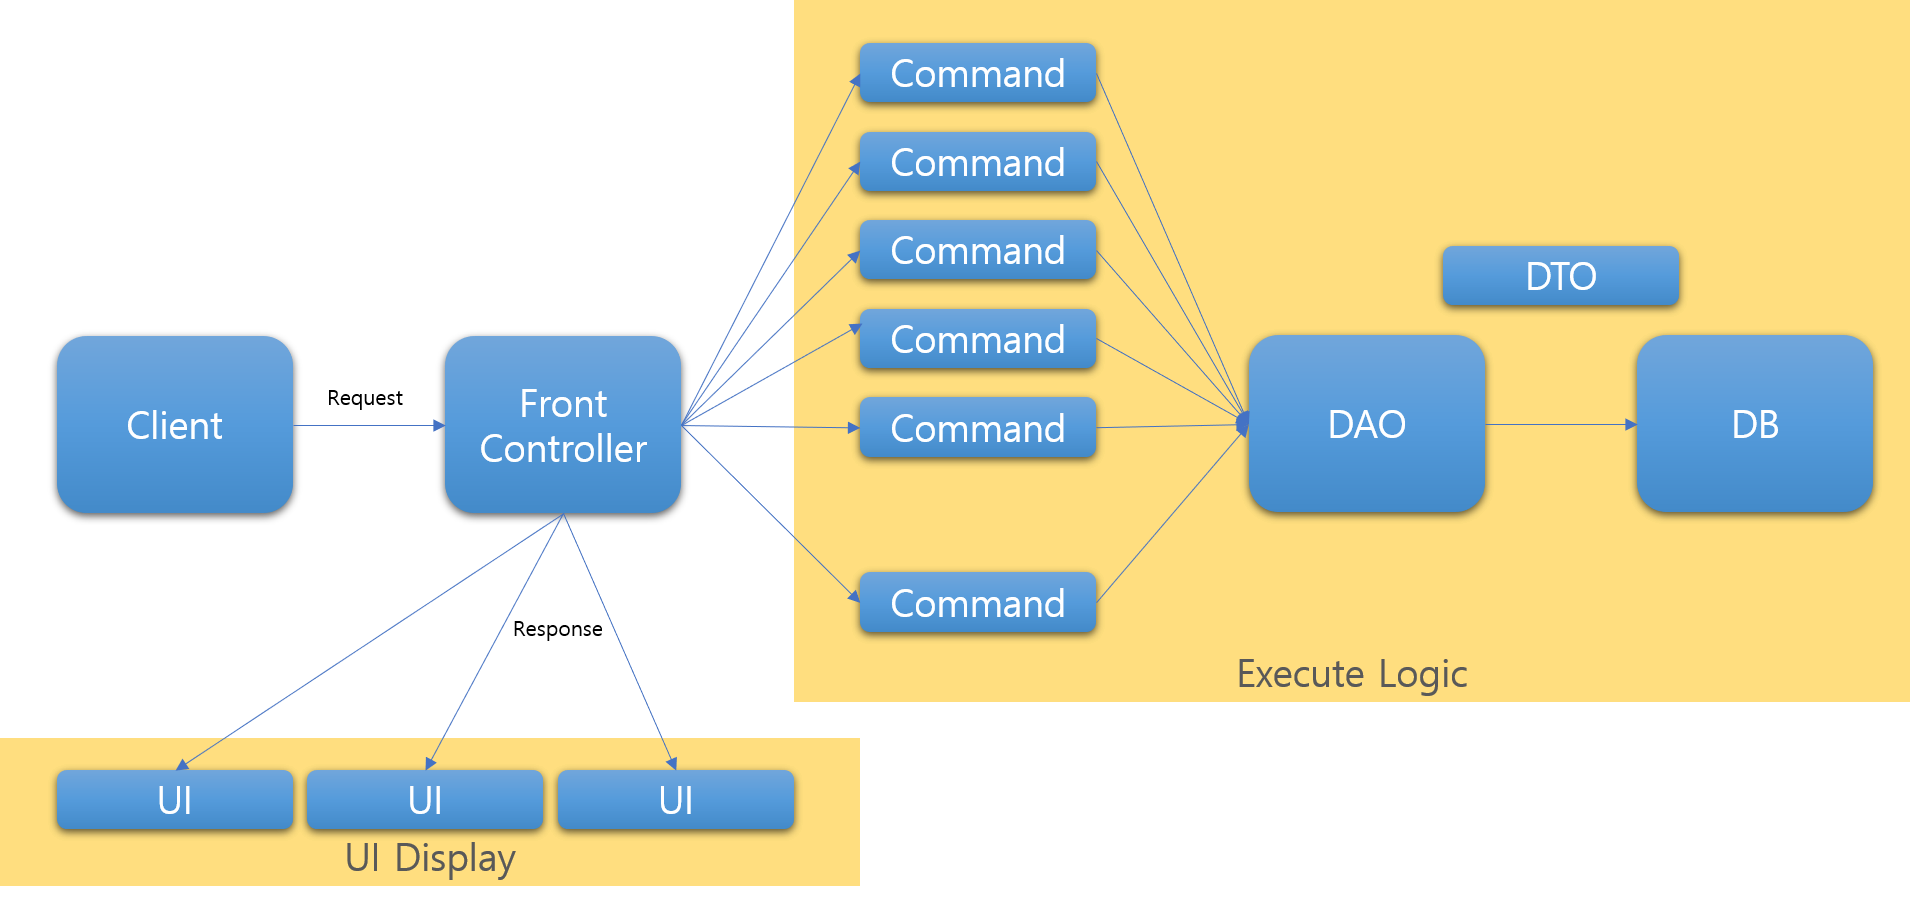 Command
Command
Command
Command
Command
Command
DTO
Client
Request
Front
Controller
DAO
DB
Execute Logic
Response
UI
UI
UI
UI Display